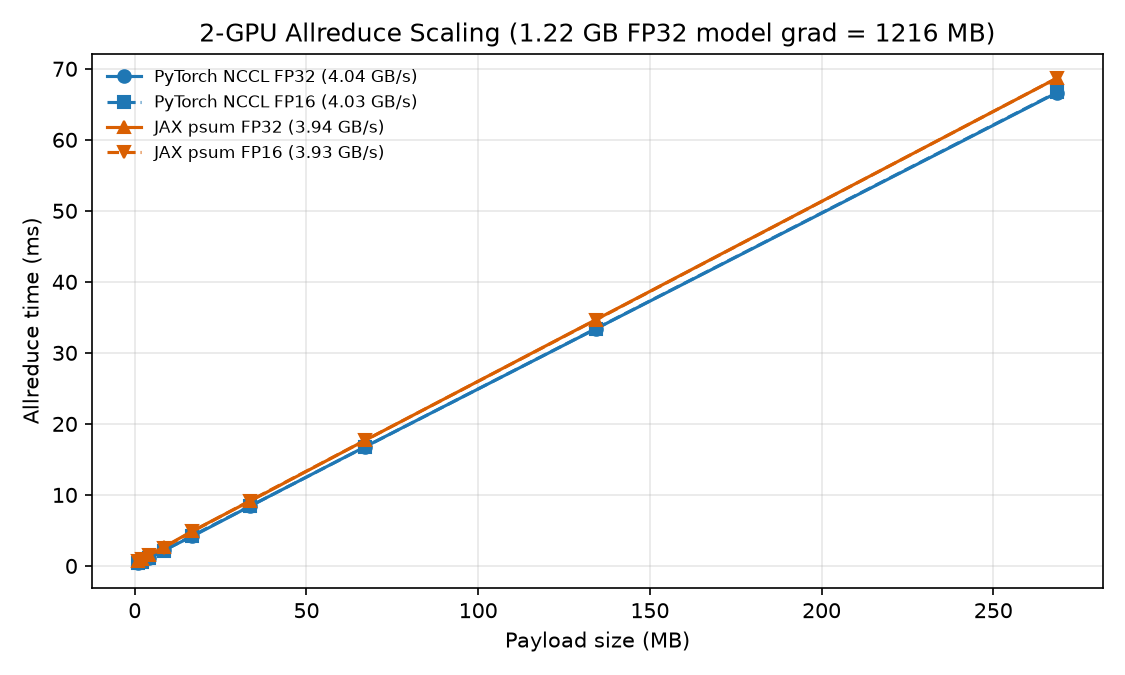 2-GPU Allreduce Scaling (1.22 GB FP32 model grad = 1216 MB)
PyTorch NCCL FP32 (4.04 GB/s)
PyTorch NCCL FP16 (4.03 GB/s)
JAX psum FP32 (3.94 GB/s)
JAX psum FP16 (3.93 GB/s)
Allreduce time (ms)
70
60
50
40
30
20
10
0
0 50 100 150 200 250
Payload size (MB)